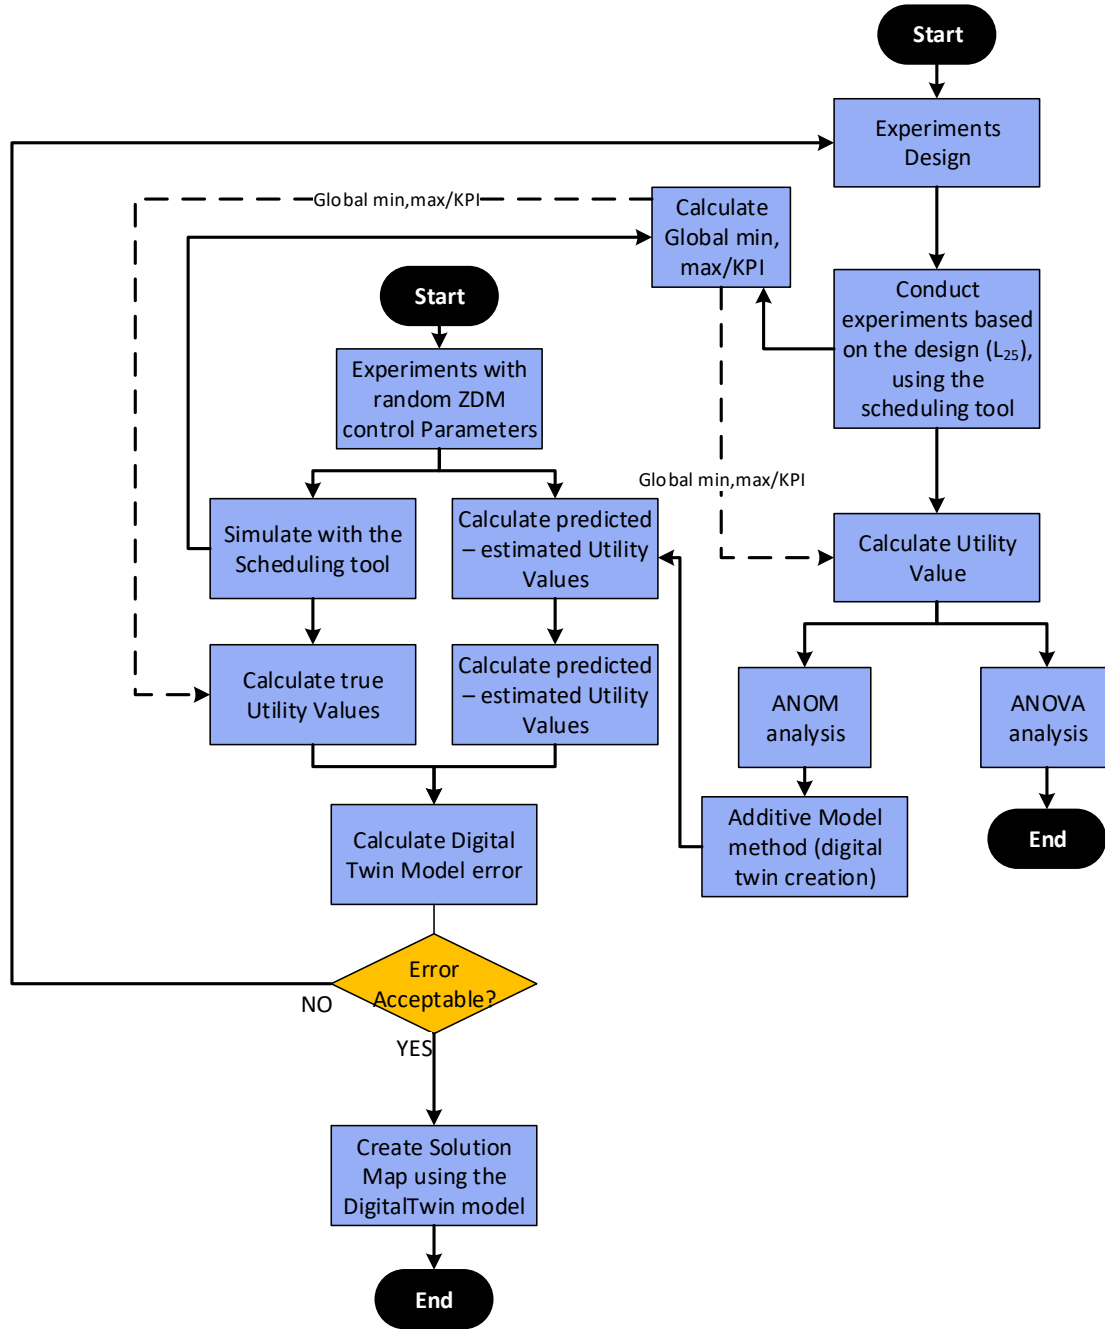 Start
Experiments
Design
Global min,max/KPI
Calculate
Global min,
max/KPI
Start
Conduct
experiments based
on the design (L₂₅),
using the
scheduling tool
Experiments with
random ZDM
control Parameters
Global min,max/KPI
Simulate with the
Scheduling tool
Calculate predicted
– estimated Utility
Values
Calculate Utility
Value
Calculate true
Utility Values
Calculate predicted
– estimated Utility
Values
ANOM
analysis
ANOVA
analysis
Calculate Digital
Twin Model error
Additive Model
method (digital
twin creation)
End
Error
Acceptable?
NO
YES
Create Solution
Map using the
DigitalTwin model
End